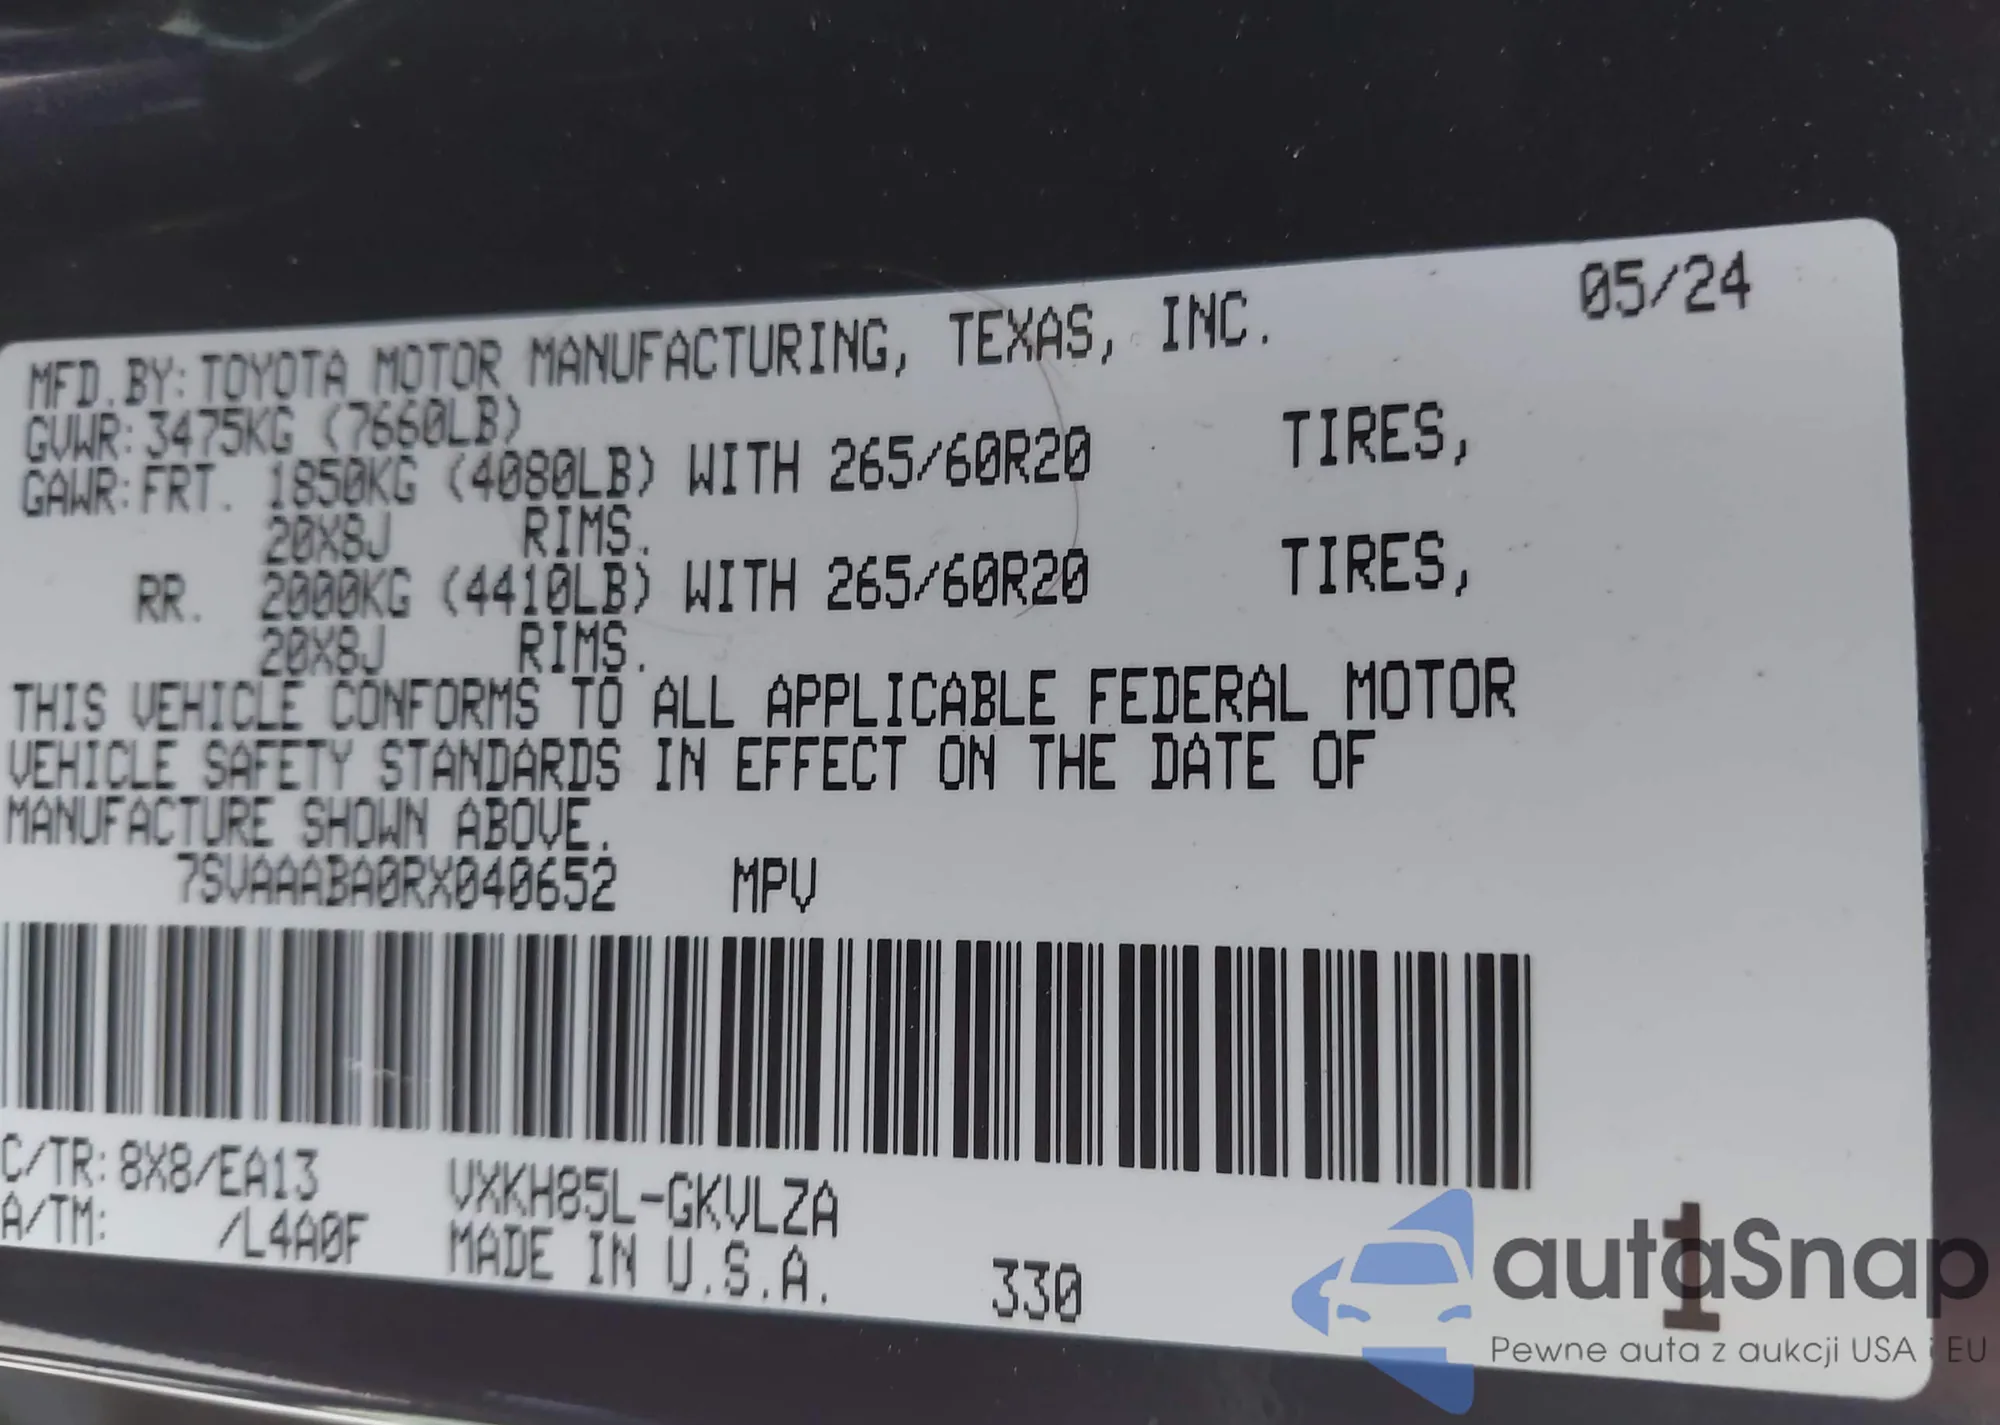 05/24
MFD.BY: TOYOTA MOTOR MANUFACTURING, TEXAS, INC.
GVWR: 3475KG (7660LB)
GAWR: FRT. 1850KG (4080LB) WITH 265/60R20 TIRES,
20X8J RIMS.
RR. 2000KG (4410LB) WITH 265/60R20 TIRES,
20X8J RIMS.
THIS VEHICLE CONFORMS TO ALL APPLICABLE FEDERAL MOTOR
VEHICLE SAFETY STANDARDS IN EFFECT ON THE DATE OF
MANUFACTURE SHOWN ABOVE.
7SVAAABA0RX040652 MPV
C/TR: 8X8/EA13 VXKH85L-GKVLZA
A/TM: /L4A0F MADE IN U.S.A. 330
1
autaSnap
Pewne auta z aukcji USA i EU